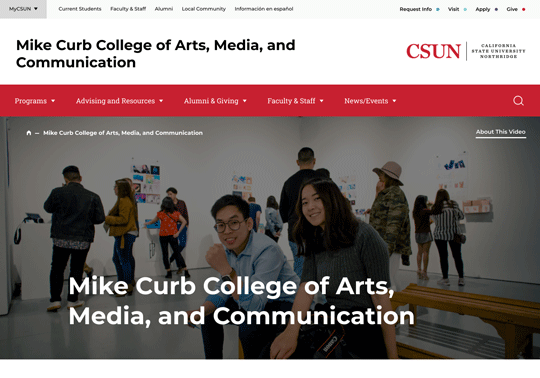 MyCSUN
Current Students
Faculty & Staff
Alumni
Local Community
Información en español
Request Info
Visit
Apply
Give
Mike Curb College of Arts, Media, and
Communication
CSUN
CALIFORNIA
STATE UNIVERSITY
NORTHRIDGE
Programs
Advising and Resources
Alumni & Giving
Faculty & Staff
News/Events
Mike Curb College of Arts, Media, and Communication
About This Video
Mike Curb College of Arts,
Media, and Communication